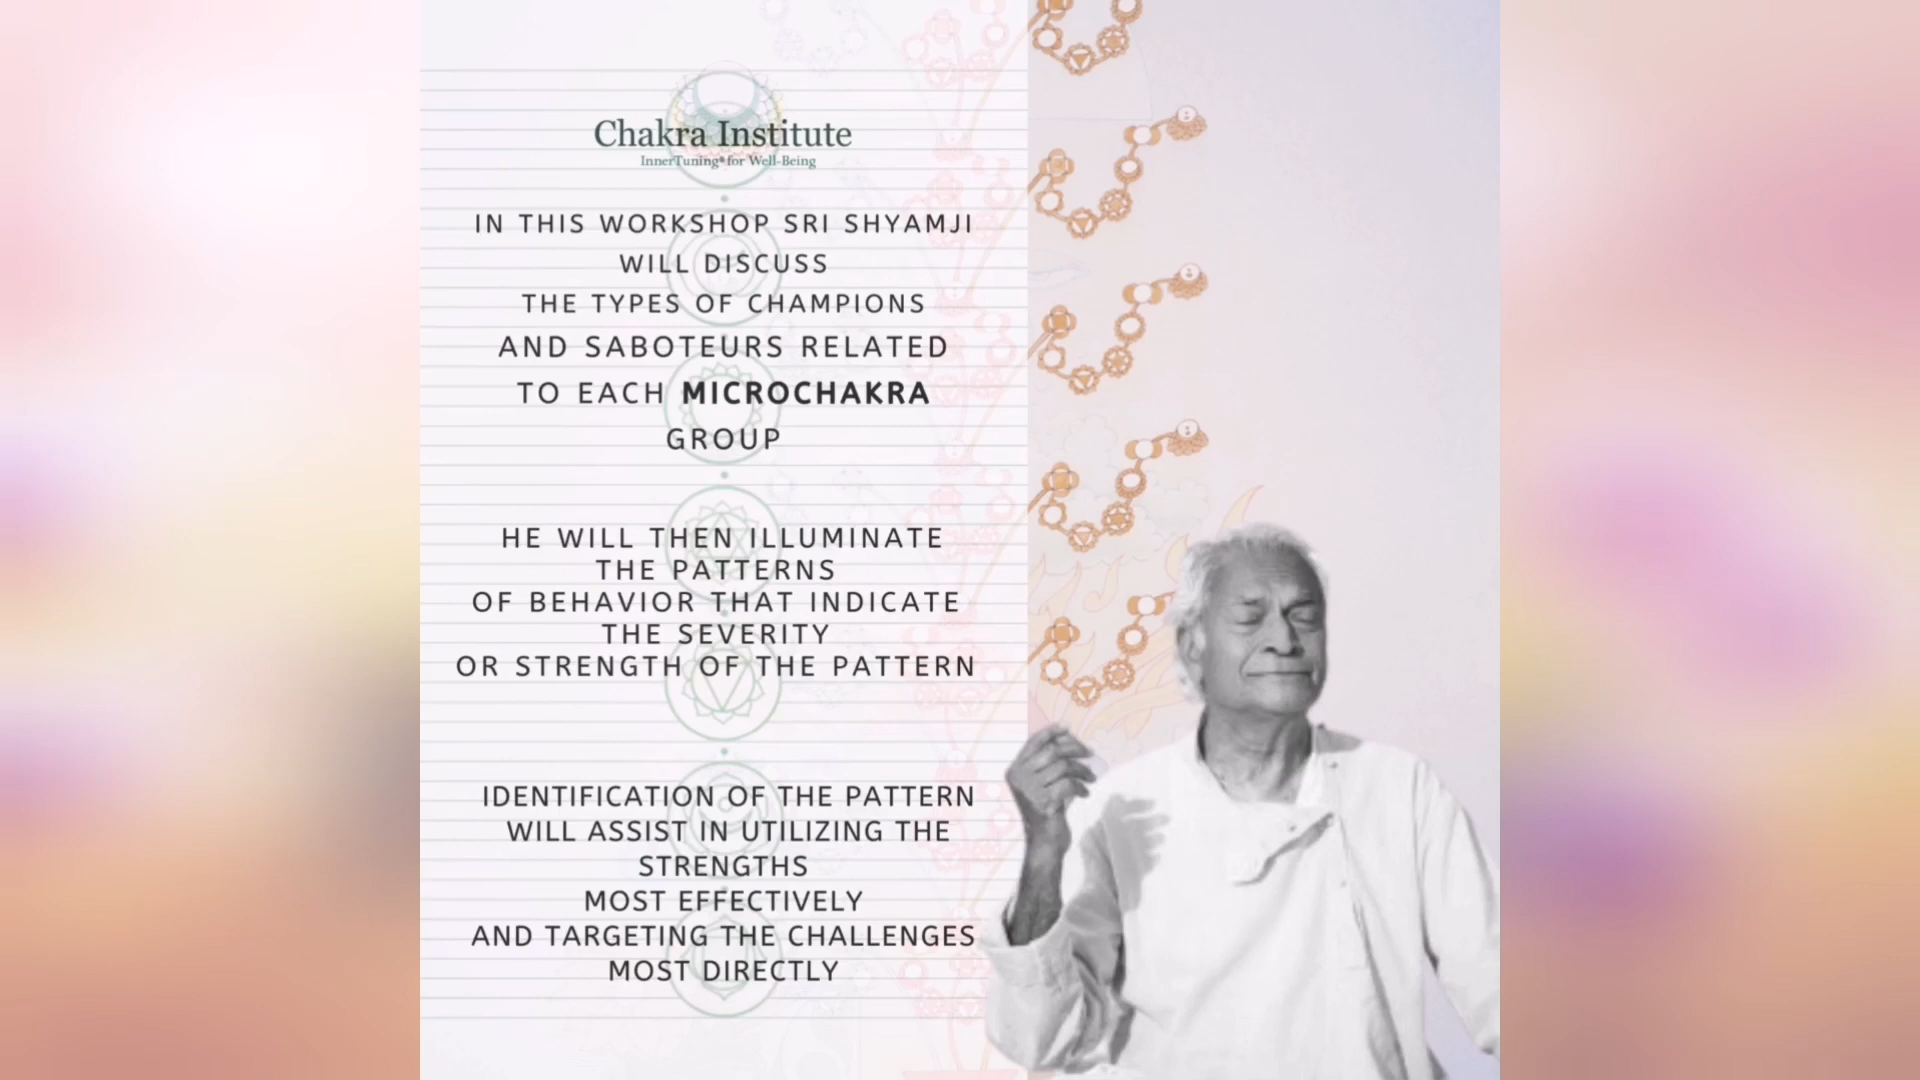 Chakra Institute
InnerTuning® for Well-Being
IN THIS WORKSHOP SRI SHYAMJI
WILL DISCUSS
THE TYPES OF CHAMPIONS
AND SABOTEURS RELATED
TO EACH MICROCHAKRA
GROUP
HE WILL THEN ILLUMINATE
THE PATTERNS
OF BEHAVIOR THAT INDICATE
THE SEVERITY
OR STRENGTH OF THE PATTERN
IDENTIFICATION OF THE PATTERN
WILL ASSIST IN UTILIZING THE
STRENGTHS
MOST EFFECTIVELY
AND TARGETING THE CHALLENGES
MOST DIRECTLY